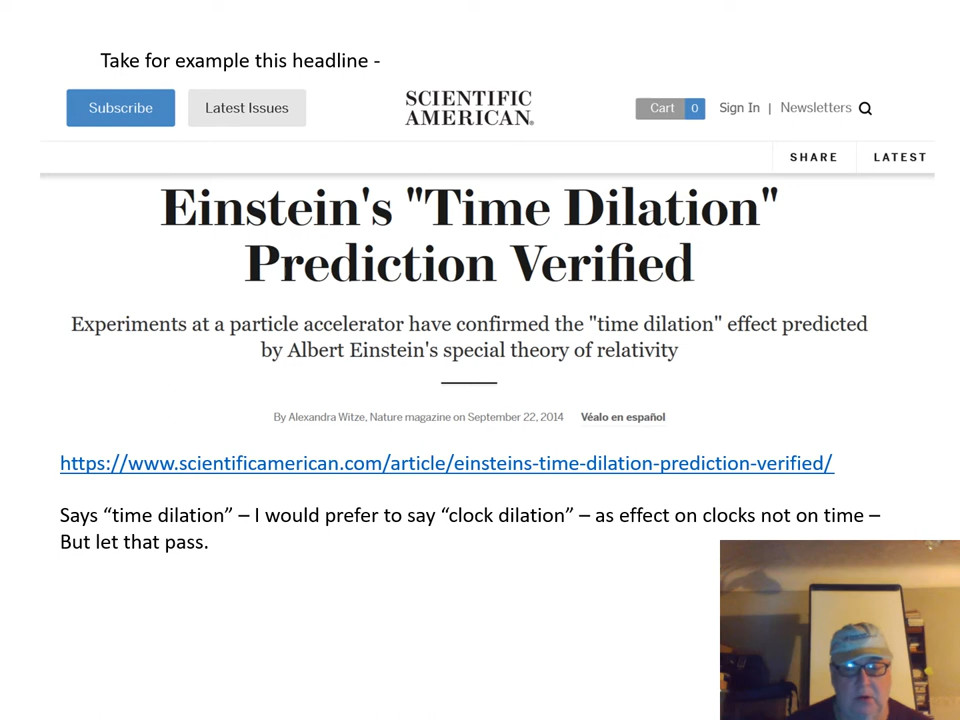 Take for example this headline -
Subscribe
Latest Issues
SCIENTIFIC
AMERICAN®
Cart 0
Sign In | Newsletters
SHARE
LATEST
Einstein's "Time Dilation"
Prediction Verified
Experiments at a particle accelerator have confirmed the "time dilation" effect predicted
by Albert Einstein's special theory of relativity
By Alexandra Witze, Nature magazine on September 22, 2014
Véalo en español
https://www.scientificamerican.com/article/einsteins-time-dilation-prediction-verified/
Says “time dilation” – I would prefer to say “clock dilation” – as effect on clocks not on time –
But let that pass.